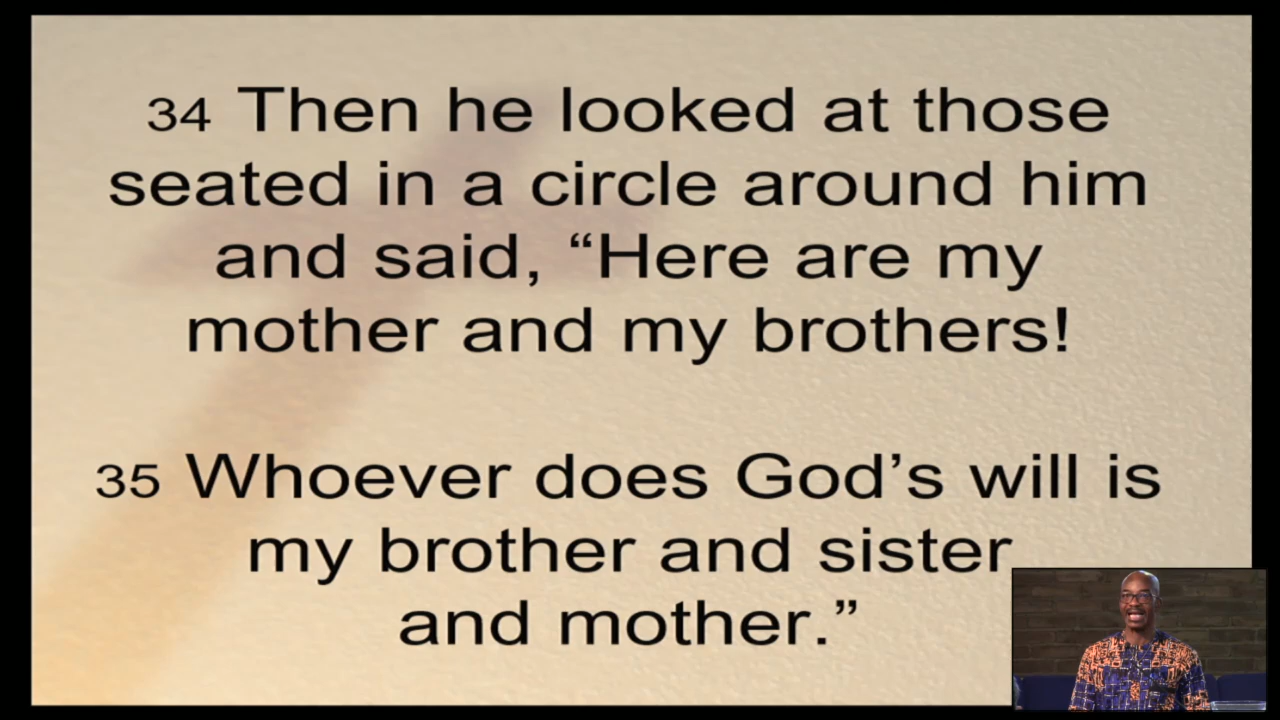 34 Then he looked at those
seated in a circle around him
and said, “Here are my
mother and my brothers!
35 Whoever does God’s will is
my brother and sister
and mother.”